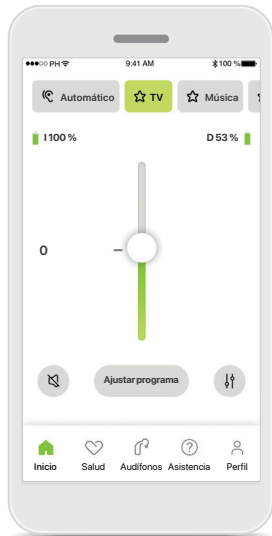 PH 9:41 AM 100 %
Automático TV Música
I 100 % D 53 %
0
Ajustar programa
Inicio Salud Audífonos Asistencia Perfil